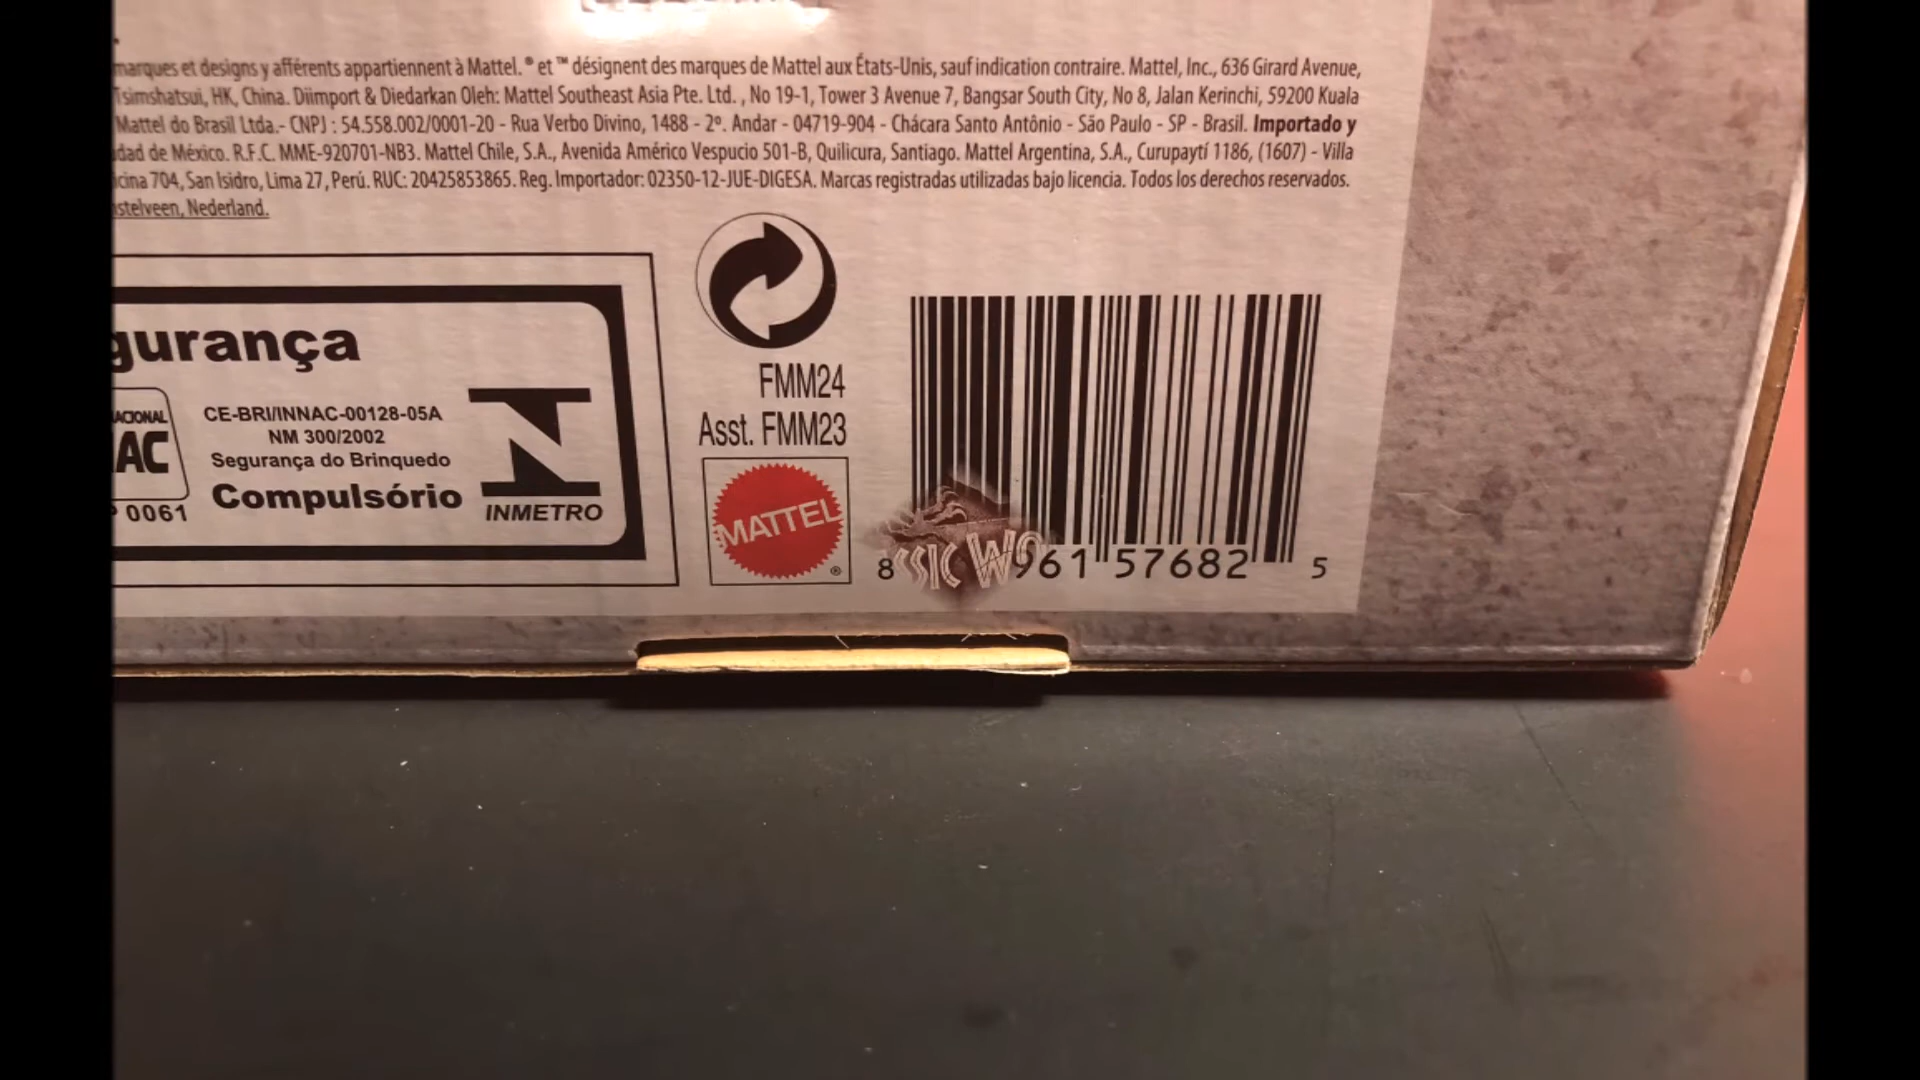 marques et designs y afférents appartiennent à Mattel. ® et ™ désignent des marques de Mattel aux États-Unis, sauf indication contraire. Mattel, Inc., 636 Girard Avenue,
Tsimshatsui, HK, China. Diimport & Diedarkan Oleh: Mattel Southeast Asia Pte. Ltd. , No 19-1, Tower 3 Avenue 7, Bangsar South City, No 8, Jalan Kerinchi, 59200 Kuala
Mattel do Brasil Ltda.- CNPJ : 54.558.002/0001-20 - Rua Verbo Divino, 1488 - 2º. Andar - 04719-904 - Chácara Santo Antônio - São Paulo - SP - Brasil. Importado y
dad de México. R.F.C. MME-920701-NB3. Mattel Chile, S.A., Avenida Américo Vespucio 501-B, Quilicura, Santiago. Mattel Argentina, S.A., Curupaytí 1186, (1607) - Villa
icina 704, San Isidro, Lima 27, Perú. RUC: 20425853865. Reg. Importador: 02350-12-JUE-DIGESA. Marcas registradas utilizadas bajo licencia. Todos los derechos reservados.
stelveen, Nederland.
gurança
ACIONAL
AC
0061
CE-BRI/INNAC-00128-05A
NM 300/2002
Segurança do Brinquedo
Compulsório
INMETRO
FMM24
Asst. FMM23
MATTEL®
SSIC WO
8 961 57682 5